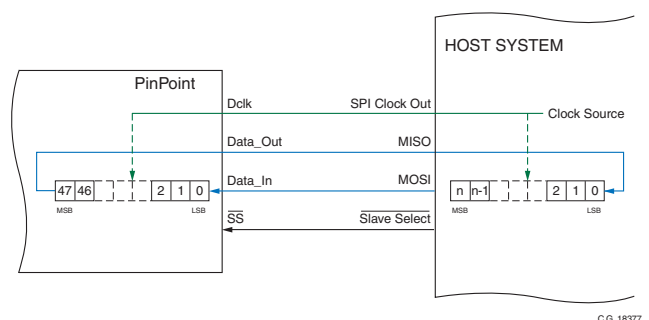 HOST SYSTEM
PinPoint
Dclk SPI Clock Out
Clock Source
Data_Out MISO
47 46 2 1 0 Data_In MOSI n n-1 2 1 0
MSB LSB MSB LSB
SS Slave Select
C.G. 18377